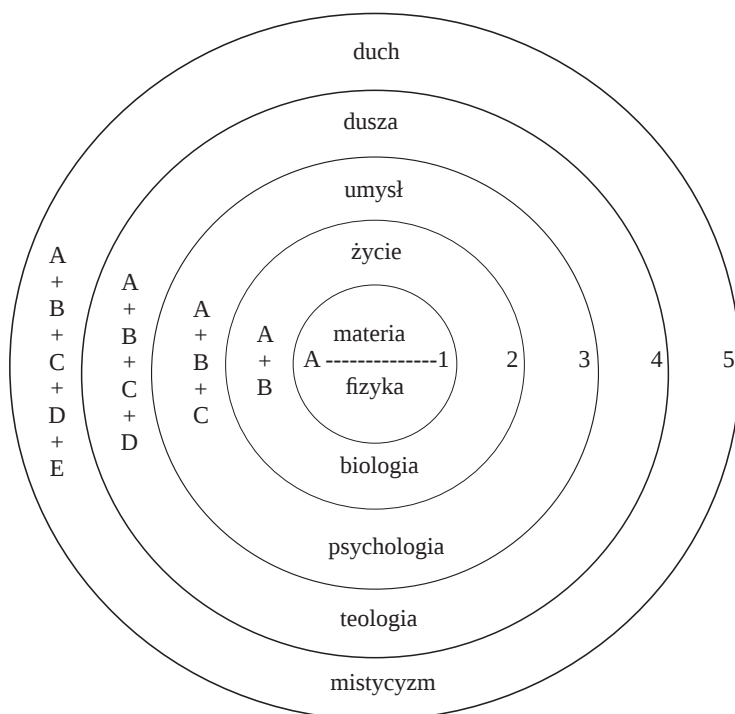 duch
dusza
umysł
życie
materia
A --------------1
fizyka
2
3
4
5
A
+
B
A
+
B
+
C
A
+
B
+
C
+
D
A
+
B
+
C
+
D
+
E
biologia
psychologia
teologia
mistycyzm